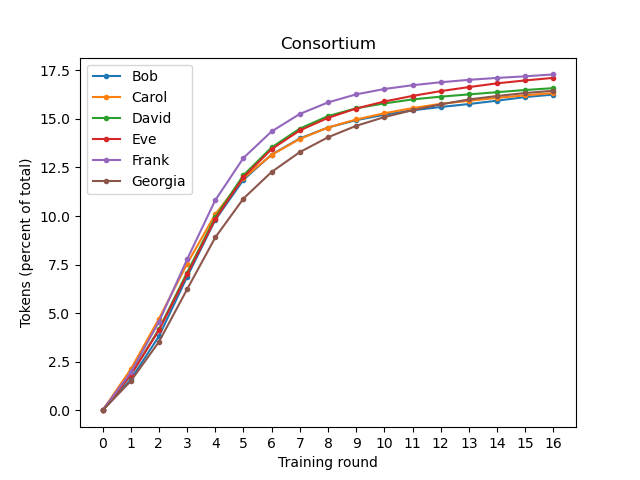 Consortium
Tokens (percent of total)
17.5
15.0
12.5
10.0
7.5
5.0
2.5
0.0
Bob
Carol
David
Eve
Frank
Georgia
0 1 2 3 4 5 6 7 8 9 10 11 12 13 14 15 16
Training round